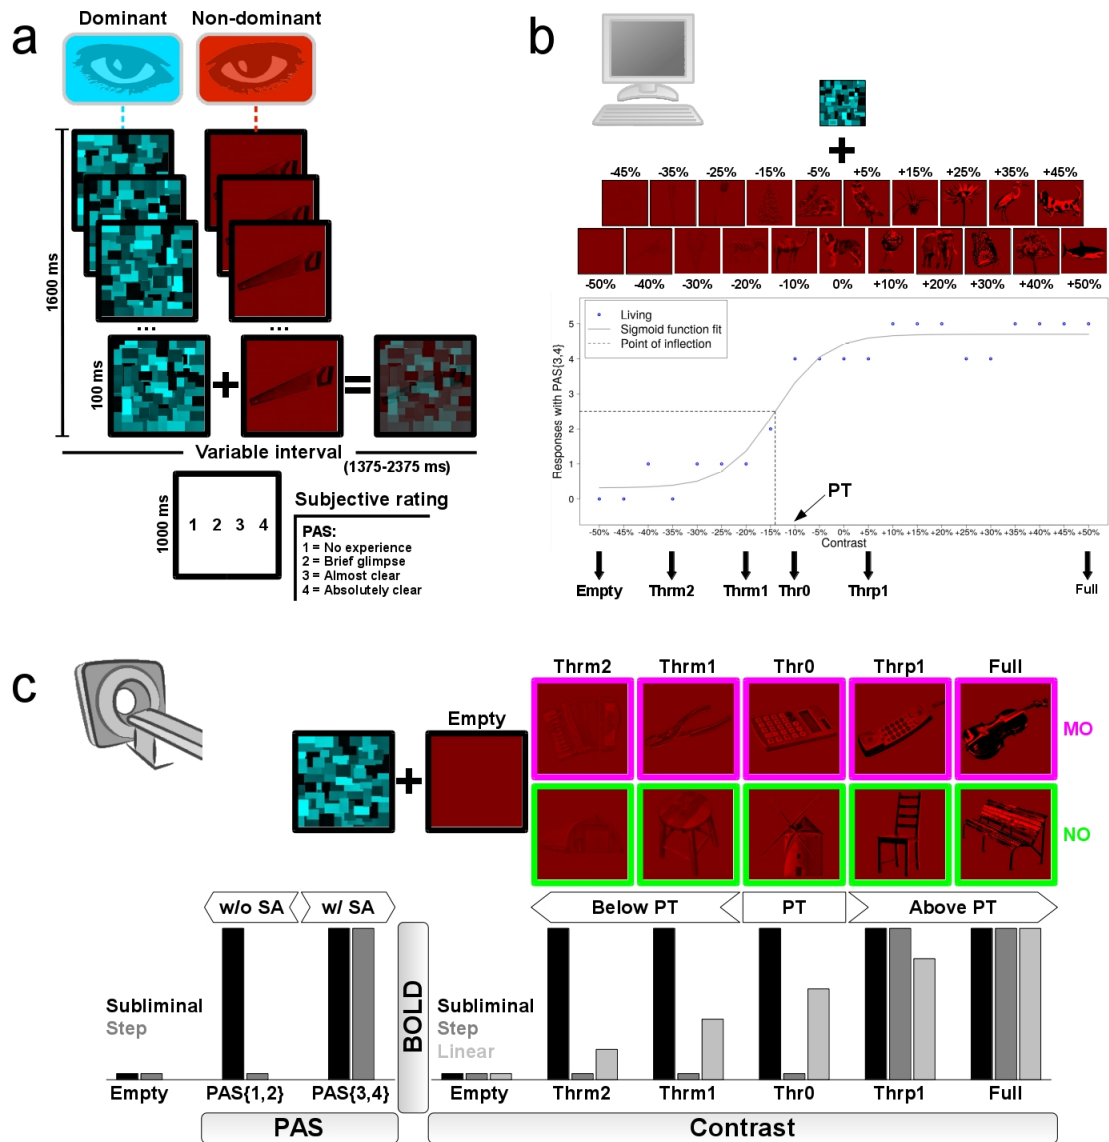 a
Dominant
Non-dominant
1600 ms
...
...
100 ms
+
=
Variable interval
(1375-2375 ms)
1000 ms
1 2 3 4
Subjective rating
PAS:
1 = No experience
2 = Brief glimpse
3 = Almost clear
4 = Absolutely clear
b
+
-45% -35% -25% -15% -5% +5% +15% +25% +35% +45%
-50% -40% -30% -20% -10% 0% +10% +20% +30% +40% +50%
Living
Sigmoid function fit
Point of inflection
Responses with PAS{3,4}
5
4
3
2
1
0
PT
-50% -45% -40% -35% -30% -25% -20% -15% -10% -5% 0% +5% +10% +15% +20% +25% +30% +35% +40% +45% +50%
Contrast
Empty Thrm2 Thrm1 Thr0 Thrp1 Full
c
Thrm2 Thrm1 Thr0 Thrp1 Full
Empty
+
MO
NO
w/o SA w/ SA
Below PT PT Above PT
Subliminal
Step
BOLD
Subliminal
Step
Linear
Empty PAS{1,2} PAS{3,4}
Empty Thrm2 Thrm1 Thr0 Thrp1 Full
PAS
Contrast